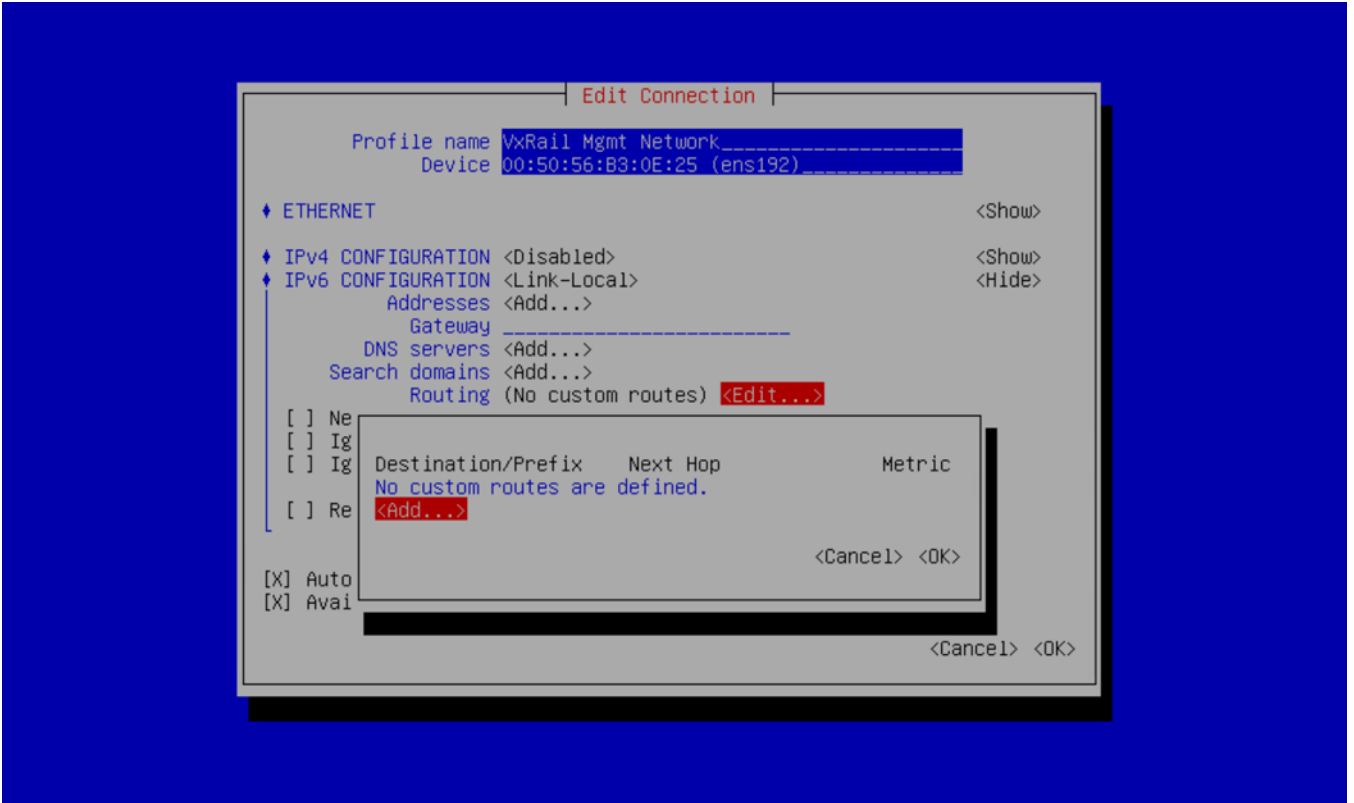 Edit Connection
Profile name VxRail Mgmt Network______________________
Device 00:50:56:B3:0E:25 (ens192)______________
♦ ETHERNET <Show>
♦ IPv4 CONFIGURATION <Disabled> <Show>
♦ IPv6 CONFIGURATION <Link-Local> <Hide>
Addresses <Add...>
Gateway _________________________
DNS servers <Add...>
Search domains <Add...>
Routing (No custom routes) <Edit...>
[ ] Ne
[ ] Ig
[ ] Ig
Destination/Prefix Next Hop Metric
No custom routes are defined.
[ ] Re
<Add...>
<Cancel> <OK>
[X] Auto
[X] Avai
<Cancel> <OK>